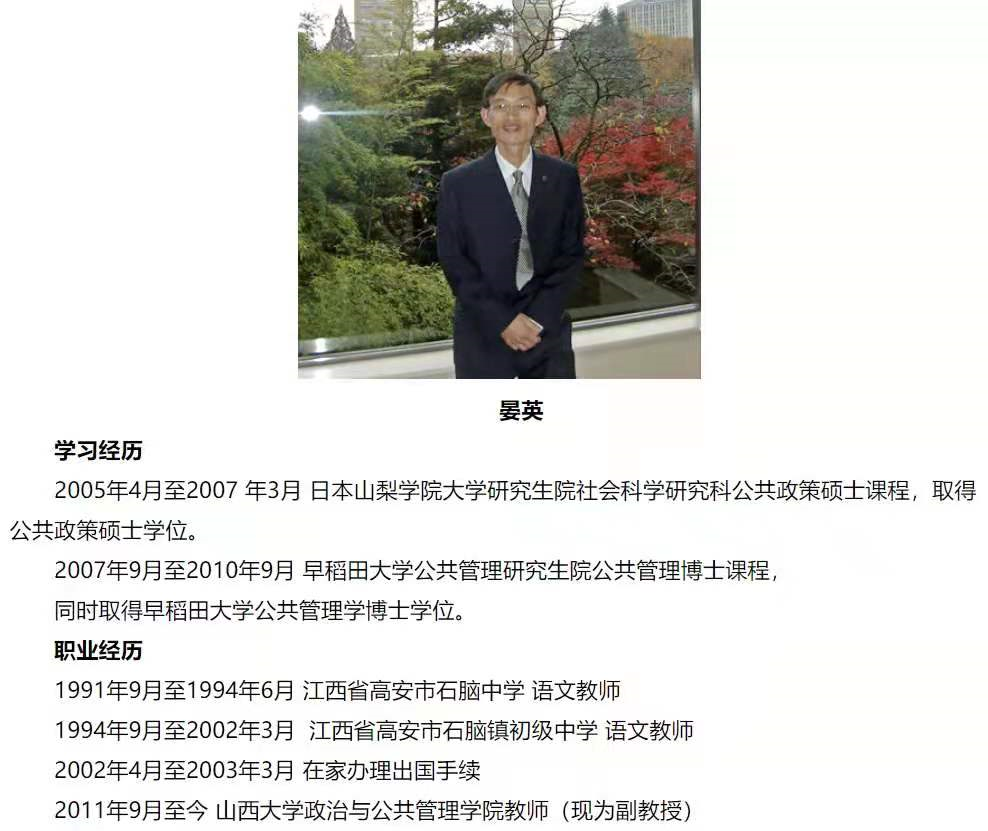 晏英
学习经历
2005年4月至2007 年3月 日本山梨学院大学研究生院社会科学研究科公共政策硕士课程，取得
公共政策硕士学位。
2007年9月至2010年9月 早稻田大学公共管理研究生院公共管理博士课程，
同时取得早稻田大学公共管理学博士学位。
职业经历
1991年9月至1994年6月 江西省高安市石脑中学 语文教师
1994年9月至2002年3月  江西省高安市石脑镇初级中学 语文教师
2002年4月至2003年3月 在家办理出国手续
2011年9月至今 山西大学政治与公共管理学院教师（现为副教授）